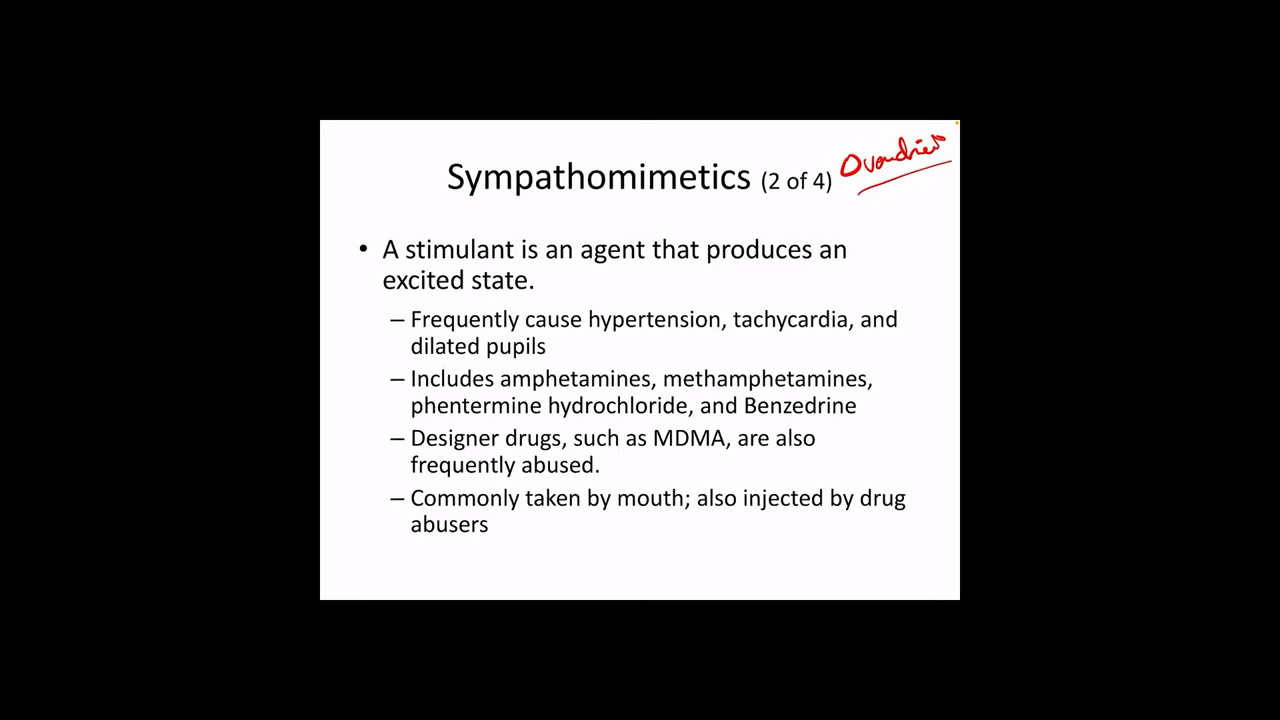 Sympathomimetics (2 of 4)
• A stimulant is an agent that produces an
excited state.
– Frequently cause hypertension, tachycardia, and
dilated pupils
– Includes amphetamines, methamphetamines,
phentermine hydrochloride, and Benzedrine
– Designer drugs, such as MDMA, are also
frequently abused.
– Commonly taken by mouth; also injected by drug
abusers